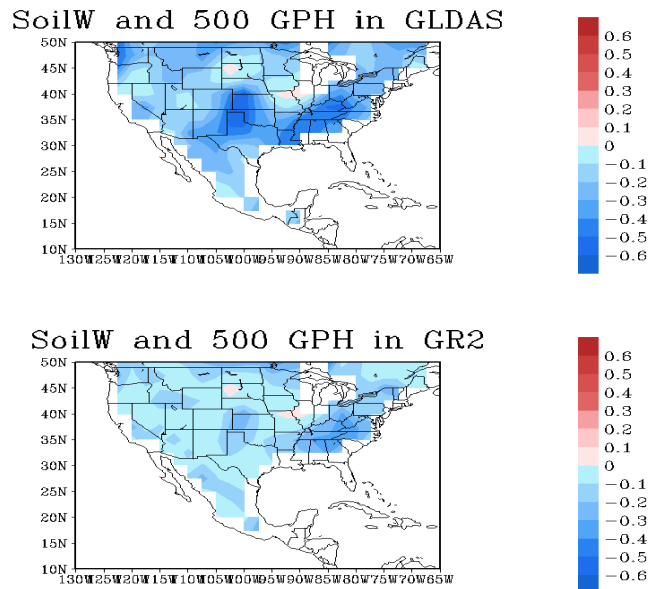 SoilW and 500 GPH in GLDAS
50N
45N
40N
35N
30N
25N
20N
15N
10N
130W125W120W115W110W105W100W95W90W85W80W75W70W65W
0.6
0.5
0.4
0.3
0.2
0.1
0
-0.1
-0.2
-0.3
-0.4
-0.5
-0.6
SoilW and 500 GPH in GR2
50N
45N
40N
35N
30N
25N
20N
15N
10N
130W125W120W115W110W105W100W95W90W85W80W75W70W65W
0.6
0.5
0.4
0.3
0.2
0.1
0
-0.1
-0.2
-0.3
-0.4
-0.5
-0.6